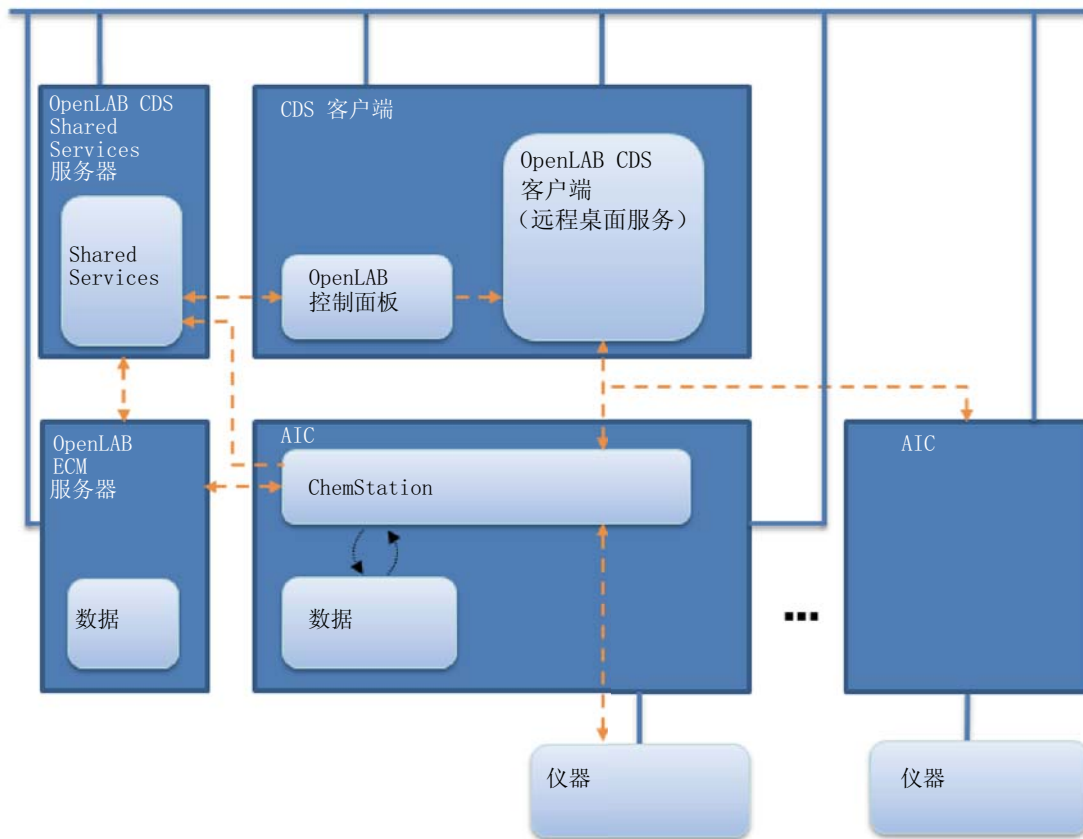 OpenLAB CDS
Shared
Services
服务器
Shared
Services
CDS 客户端
OpenLAB CDS
客户端
（远程桌面服务）
OpenLAB
控制面板
OpenLAB
ECM
服务器
数据
AIC
ChemStation
数据
AIC
仪器
仪器